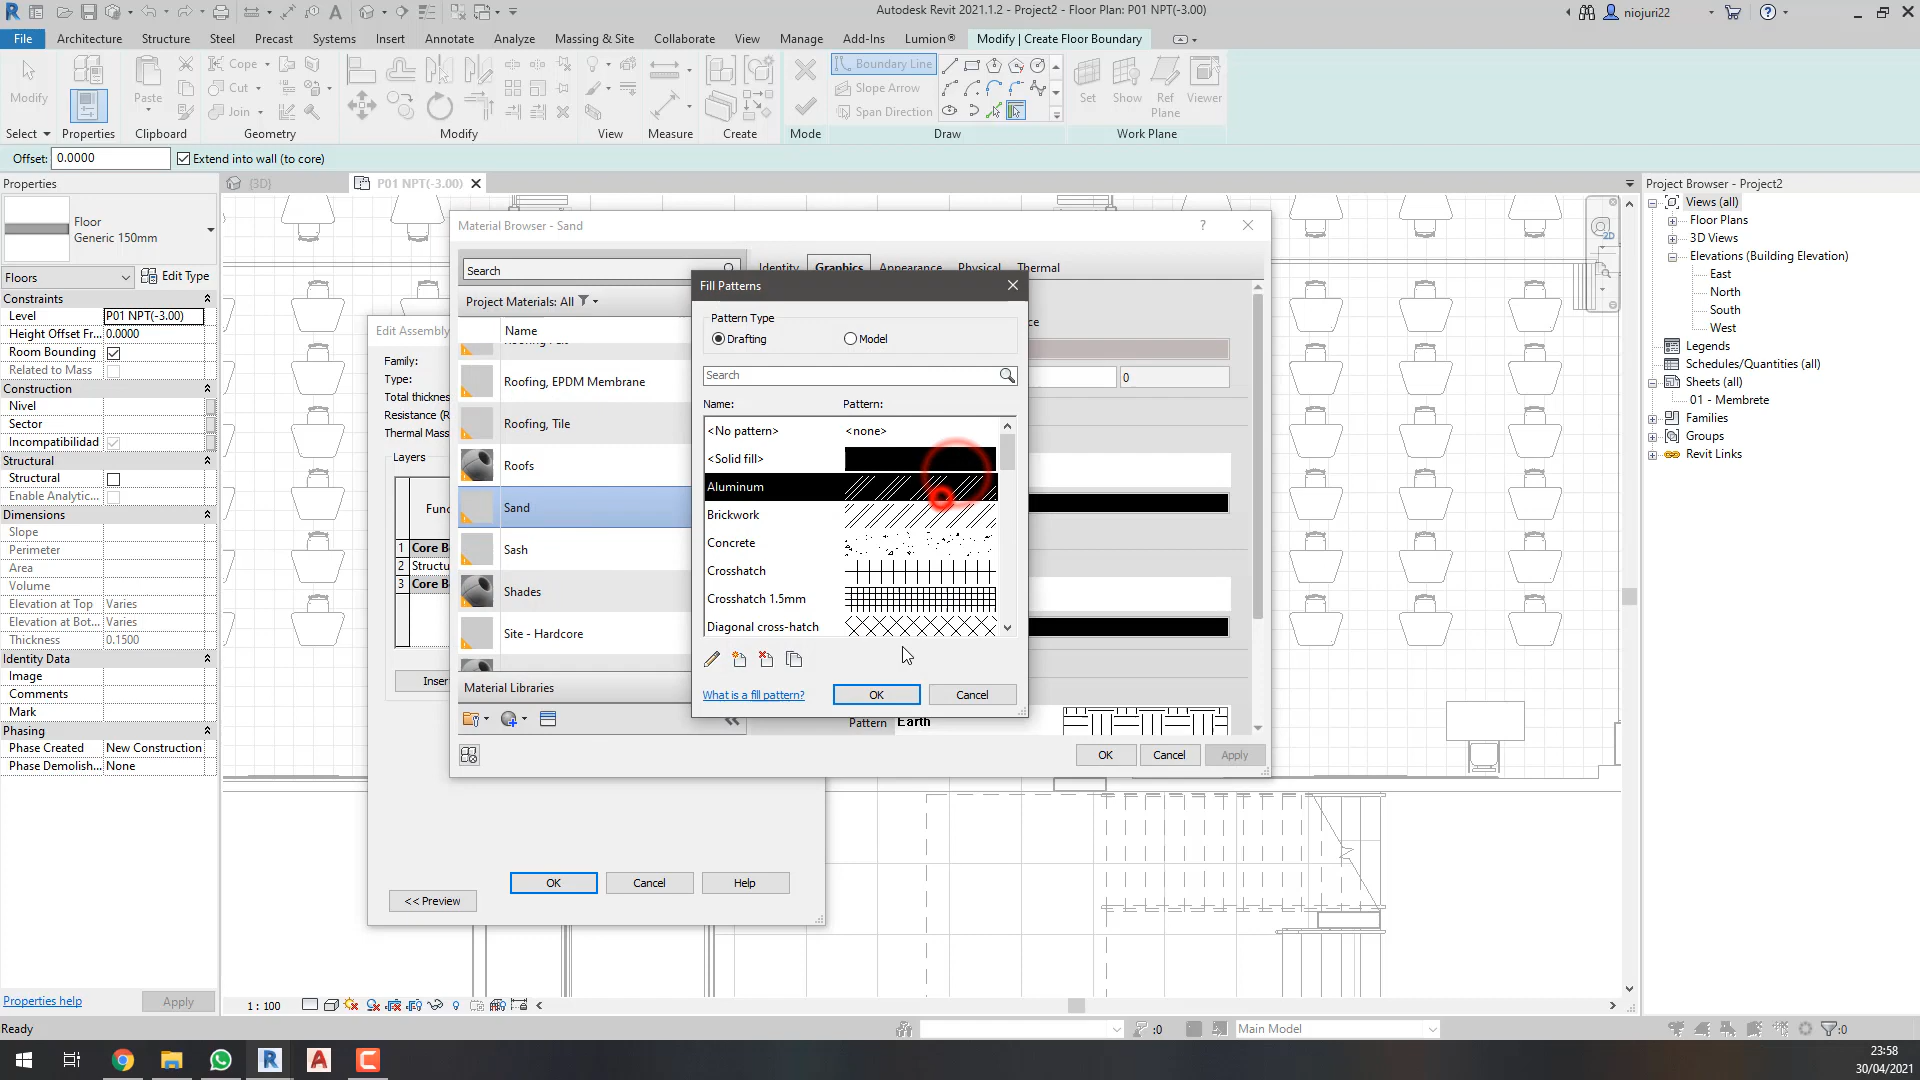 Autodesk Revit 2021.1.2 - Project2 - Floor Plan: P01 NPT(-3.00)
niojuri22
File
Architecture
Structure
Steel
Precast
Systems
Insert
Annotate
Analyze
Massing & Site
Collaborate
View
Manage
Add-Ins
Lumion®
Modify | Create Floor Boundary
Modify
Paste
Cope
Cut
Join
Boundary Line
Slope Arrow
Span Direction
Set
Show
Ref
Plane
Viewer
Select
Properties
Clipboard
Geometry
Modify
View
Measure
Create
Mode
Draw
Work Plane
Offset: 0.0000
Extend into wall (to core)
Properties
{3D}
P01 NPT(-3.00)
Project Browser - Project2
Floor
Generic 150mm
Floors
Edit Type
Constraints
Level P01 NPT(-3.00)
Height Offset Fr... 0.0000
Room Bounding
Related to Mass
Construction
Nivel
Sector
Incompatibilidad
Structural
Structural
Enable Analytic...
Dimensions
Slope
Perimeter
Area
Volume
Elevation at Top Varies
Elevation at Bot... Varies
Thickness 0.1500
Identity Data
Image
Comments
Mark
Phasing
Phase Created New Construction
Phase Demolish... None
Properties help
Apply
Edit Assembly
Family:
Type:
Total thickness
Resistance (R
Thermal Mass
Layers
Func
1 Core B
2 Structu
3 Core B
Inser
OK
Cancel
Help
<< Preview
Material Browser - Sand
?
Search
Identity
Graphics
Appearance
Physical
Thermal
Project Materials: All
Name
Roofing, EPDM Membrane
Roofing, Tile
Roofs
Sand
Sash
Shades
Site - Hardcore
Material Libraries
ce
0
Pattern
Earth
OK
Cancel
Apply
Fill Patterns
Pattern Type
Drafting
Model
Search
Name:
Pattern:
<No pattern> <none>
<Solid fill>
Aluminum
Brickwork
Concrete
Crosshatch
Crosshatch 1.5mm
Diagonal cross-hatch
What is a fill pattern?
OK
Cancel
2D
Views (all)
Floor Plans
3D Views
Elevations (Building Elevation)
East
North
South
West
Legends
Schedules/Quantities (all)
Sheets (all)
01 - Membrete
Families
Groups
Revit Links
1 : 100
Ready
:0
Main Model
:0
23:58
30/04/2021